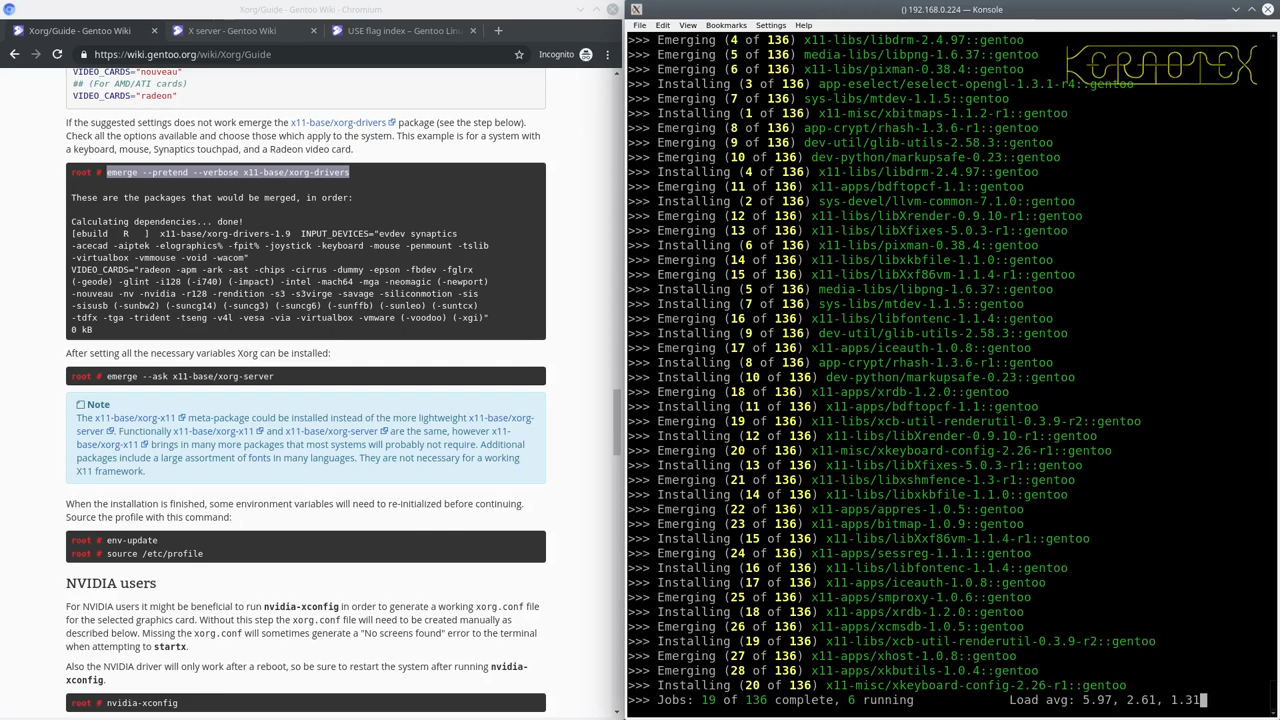 Xorg/Guide - Gentoo Wiki - Chromium
Xorg/Guide - Gentoo Wiki
X server - Gentoo Wiki
USE flag index – Gentoo Lin
https://wiki.gentoo.org/wiki/Xorg/Guide
Incognito
VIDEO_CARDS="nouveau"
## (For AMD/ATI cards)
VIDEO_CARDS="radeon"
If the suggested settings does not work emerge the x11-base/xorg-drivers package (see the step below).
Check all the options available and choose those which apply to the system. This example is for a system with
a keyboard, mouse, Synaptics touchpad, and a Radeon video card.
root # emerge --pretend --verbose x11-base/xorg-drivers
These are the packages that would be merged, in order:
Calculating dependencies... done!
[ebuild   R   ]  x11-base/xorg-drivers-1.9  INPUT_DEVICES="evdev synaptics
-acecad -aiptek -elographics% -fpit% -joystick -keyboard -mouse -penmount -tslib
-virtualbox -vmmouse -void -wacom"
VIDEO_CARDS="radeon -apm -ark -ast -chips -cirrus -dummy -epson -fbdev -fglrx
(-geode) -glint -i128 (-i740) (-impact) -intel -mach64 -mga -neomagic (-newport)
-nouveau -nv -nvidia -r128 -rendition -s3 -s3virge -savage -siliconmotion -sis
-sisusb (-sunbw2) (-suncg14) (-suncg3) (-suncg6) (-sunffb) (-sunleo) (-suntcx)
-tdfx -tga -trident -tseng -v4l -vesa -via -virtualbox -vmware (-voodoo) (-xgi)"
0 kB
After setting all the necessary variables Xorg can be installed:
root # emerge --ask x11-base/xorg-server
Note
The x11-base/xorg-x11 meta-package could be installed instead of the more lightweight x11-base/xorg-
server . Functionally x11-base/xorg-x11 and x11-base/xorg-server are the same, however x11-
base/xorg-x11 brings in many more packages that most systems will probably not require. Additional
packages include a large assortment of fonts in many languages. They are not necessary for a working
X11 framework.
When the installation is finished, some environment variables will need to re-initialized before continuing.
Source the profile with this command:
root # env-update
root # source /etc/profile
NVIDIA users
For NVIDIA users it might be beneficial to run nvidia-xconfig in order to generate a working xorg.conf file
for the selected graphics card. Without this step the xorg.conf file will need to be created manually as
described below. Missing the xorg.conf will sometimes generate a "No screens found" error to the terminal
when attempting to startx.
Also the NVIDIA driver will only work after a reboot, so be sure to restart the system after running nvidia-
xconfig.
root # nvidia-xconfig
() 192.168.0.224 — Konsole
File Edit View Bookmarks Settings Help
KERAOTEX
>>> Emerging (4 of 136) x11-libs/libdrm-2.4.97::gentoo
>>> Emerging (5 of 136) media-libs/libpng-1.6.37::gentoo
>>> Emerging (6 of 136) x11-libs/pixman-0.38.4::gentoo
>>> Installing (3 of 136) app-eselect/eselect-opengl-1.3.1-r4::gentoo
>>> Emerging (7 of 136) sys-libs/mtdev-1.1.5::gentoo
>>> Installing (1 of 136) x11-misc/xbitmaps-1.1.2-r1::gentoo
>>> Emerging (8 of 136) app-crypt/rhash-1.3.6-r1::gentoo
>>> Emerging (9 of 136) dev-util/glib-utils-2.58.3::gentoo
>>> Emerging (10 of 136) dev-python/markupsafe-0.23::gentoo
>>> Installing (4 of 136) x11-libs/libdrm-2.4.97::gentoo
>>> Emerging (11 of 136) x11-apps/bdftopcf-1.1::gentoo
>>> Installing (2 of 136) sys-devel/llvm-common-7.1.0::gentoo
>>> Emerging (12 of 136) x11-libs/libXrender-0.9.10-r1::gentoo
>>> Emerging (13 of 136) x11-libs/libXfixes-5.0.3-r1::gentoo
>>> Installing (6 of 136) x11-libs/pixman-0.38.4::gentoo
>>> Emerging (14 of 136) x11-libs/libxkbfile-1.1.0::gentoo
>>> Emerging (15 of 136) x11-libs/libXxf86vm-1.1.4-r1::gentoo
>>> Installing (5 of 136) media-libs/libpng-1.6.37::gentoo
>>> Installing (7 of 136) sys-libs/mtdev-1.1.5::gentoo
>>> Emerging (16 of 136) x11-libs/libfontenc-1.1.4::gentoo
>>> Installing (9 of 136) dev-util/glib-utils-2.58.3::gentoo
>>> Emerging (17 of 136) x11-apps/iceauth-1.0.8::gentoo
>>> Installing (8 of 136) app-crypt/rhash-1.3.6-r1::gentoo
>>> Installing (10 of 136) dev-python/markupsafe-0.23::gentoo
>>> Emerging (18 of 136) x11-apps/xrdb-1.2.0::gentoo
>>> Installing (11 of 136) x11-apps/bdftopcf-1.1::gentoo
>>> Emerging (19 of 136) x11-libs/xcb-util-renderutil-0.3.9-r2::gentoo
>>> Installing (12 of 136) x11-libs/libXrender-0.9.10-r1::gentoo
>>> Emerging (20 of 136) x11-misc/xkeyboard-config-2.26-r1::gentoo
>>> Installing (13 of 136) x11-libs/libXfixes-5.0.3-r1::gentoo
>>> Emerging (21 of 136) x11-libs/libxshmfence-1.3-r1::gentoo
>>> Installing (14 of 136) x11-libs/libxkbfile-1.1.0::gentoo
>>> Emerging (22 of 136) x11-apps/appres-1.0.5::gentoo
>>> Emerging (23 of 136) x11-apps/bitmap-1.0.9::gentoo
>>> Installing (15 of 136) x11-libs/libXxf86vm-1.1.4-r1::gentoo
>>> Emerging (24 of 136) x11-apps/sessreg-1.1.1::gentoo
>>> Installing (16 of 136) x11-libs/libfontenc-1.1.4::gentoo
>>> Installing (17 of 136) x11-apps/iceauth-1.0.8::gentoo
>>> Emerging (25 of 136) x11-apps/smproxy-1.0.6::gentoo
>>> Installing (18 of 136) x11-apps/xrdb-1.2.0::gentoo
>>> Emerging (26 of 136) x11-apps/xcmsdb-1.0.5::gentoo
>>> Installing (19 of 136) x11-libs/xcb-util-renderutil-0.3.9-r2::gentoo
>>> Emerging (27 of 136) x11-apps/xhost-1.0.8::gentoo
>>> Emerging (28 of 136) x11-apps/xkbutils-1.0.4::gentoo
>>> Installing (20 of 136) x11-misc/xkeyboard-config-2.26-r1::gentoo
>>> Jobs: 19 of 136 complete, 6 running Load avg: 5.97, 2.61, 1.31